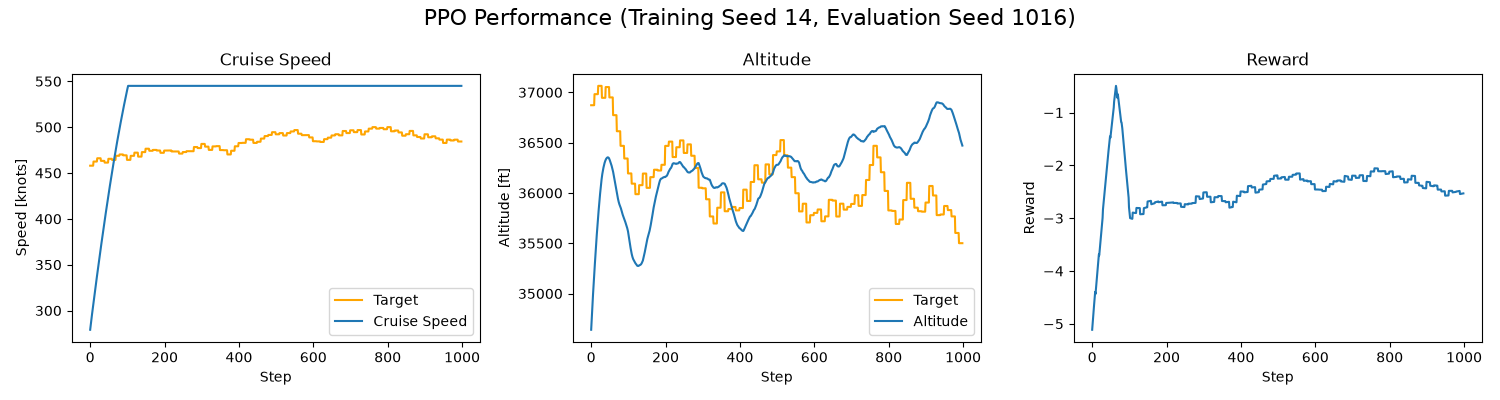 PPO Performance (Training Seed 14, Evaluation Seed 1016)
Cruise Speed
550
500
450
400
350
300
Speed [knots]
0 200 400 600 800 1000
Step
Target
Cruise Speed
Altitude
37000
36500
36000
35500
35000
Altitude [ft]
0 200 400 600 800 1000
Step
Target
Altitude
Reward
−1
−2
−3
−4
−5
Reward
0 200 400 600 800 1000
Step